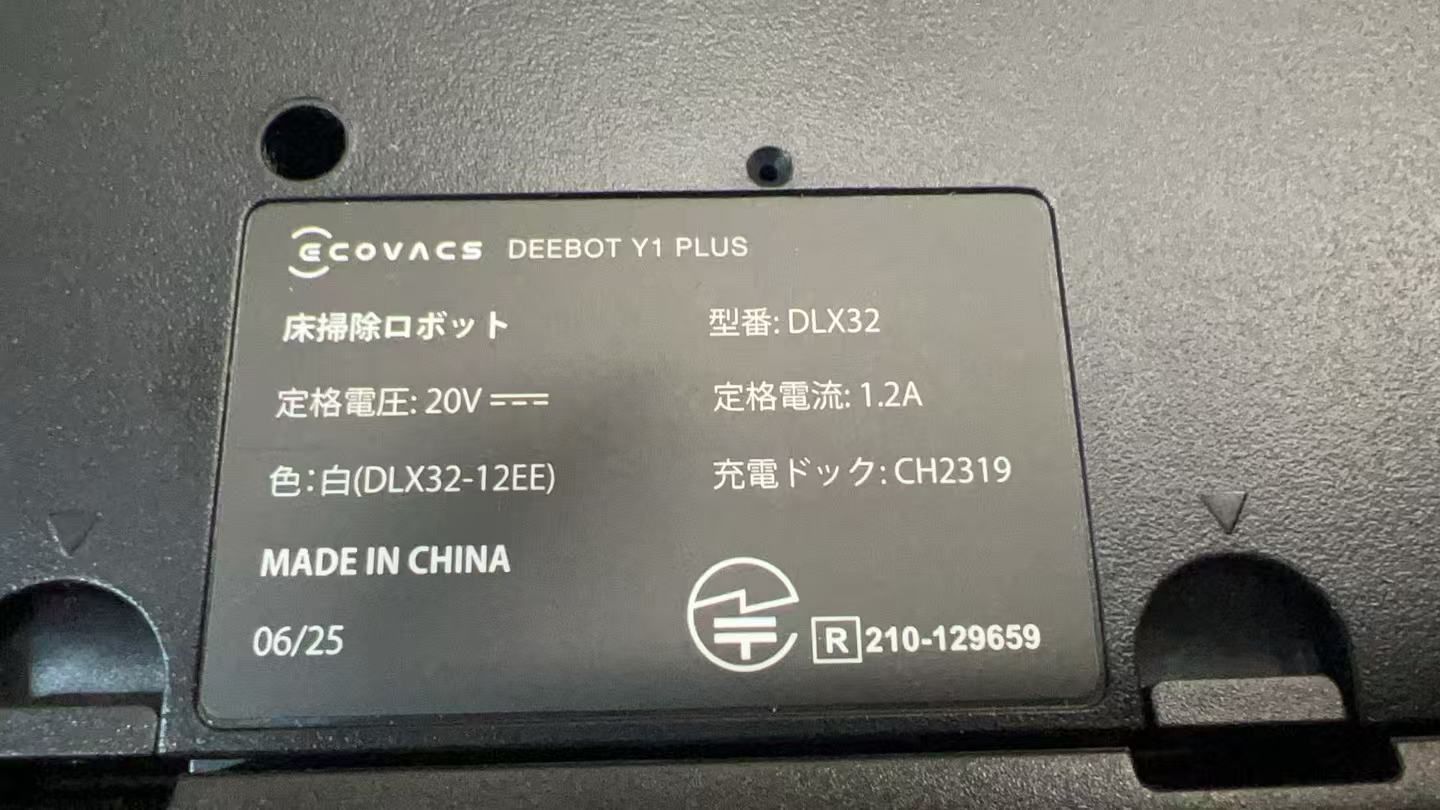 ECOVACS DEEBOT Y1 PLUS
床掃除ロボット 型番: DLX32
定格電圧: 20V 定格電流: 1.2A
色：白(DLX32-12EE) 充電ドック: CH2319
MADE IN CHINA
06/25 R 210-129659